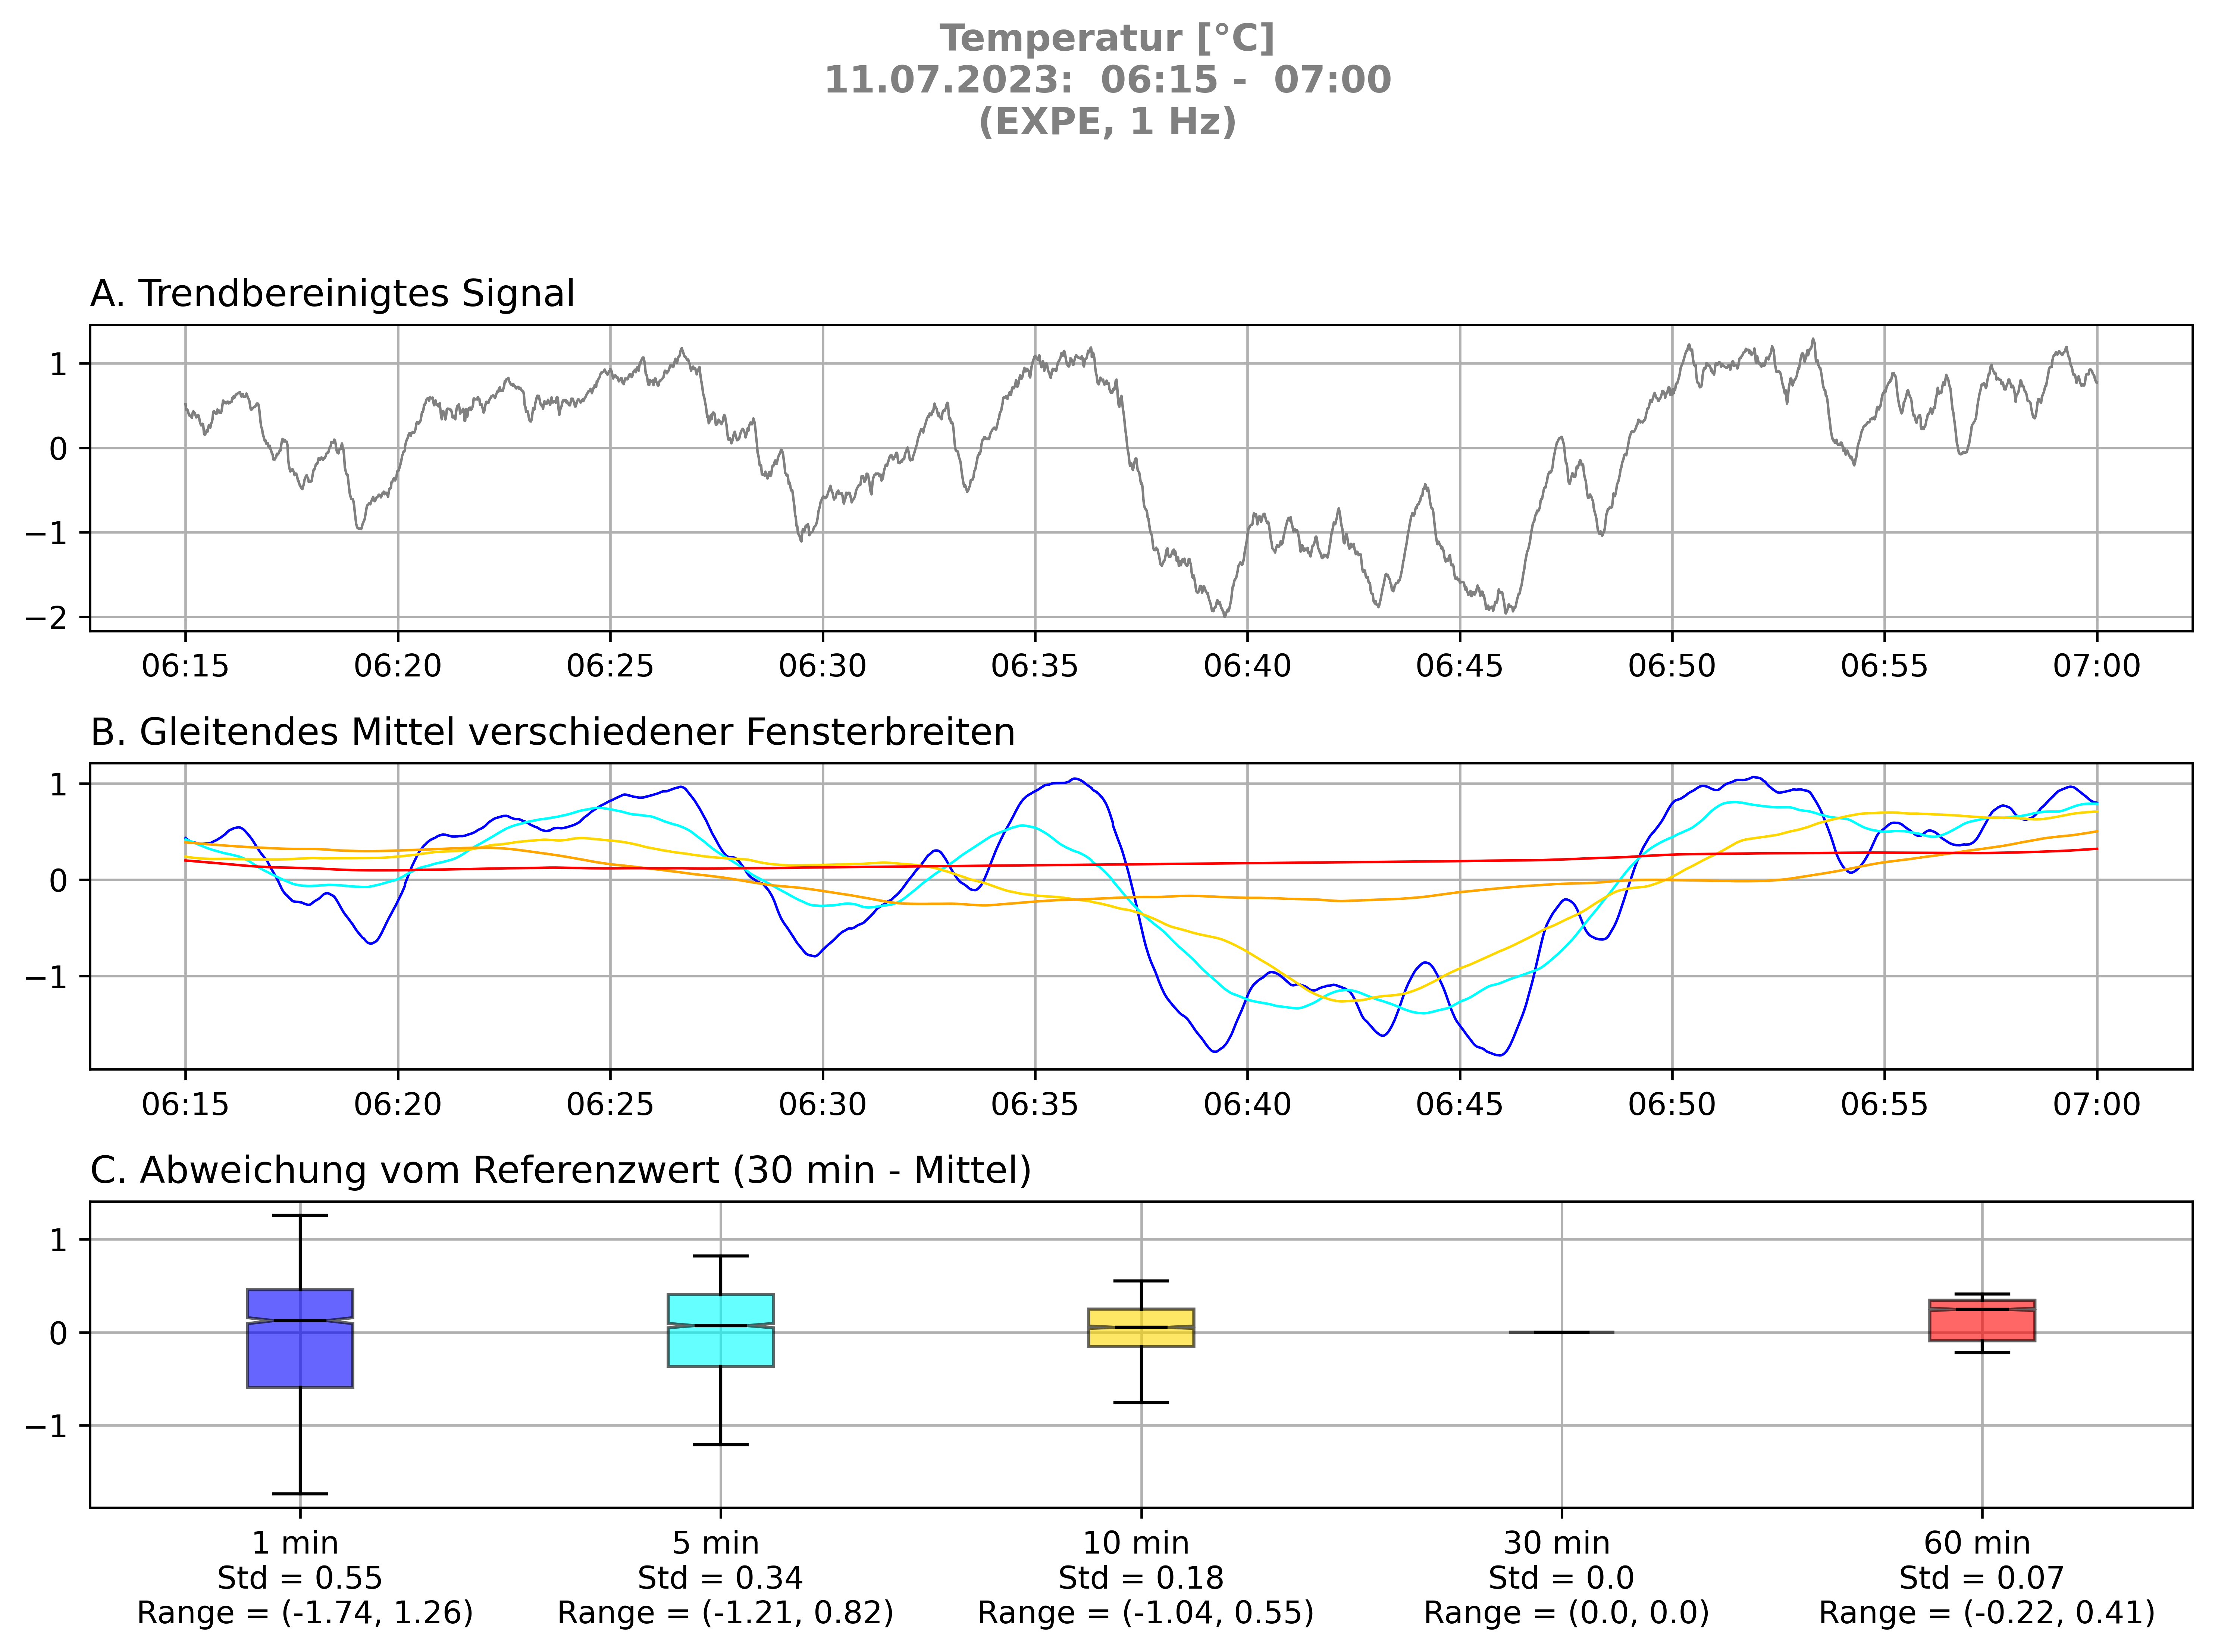 Temperatur [°C]
11.07.2023: 06:15 - 07:00
(EXPE, 1 Hz)
A. Trendbereinigtes Signal
1
0
−1
−2
06:15 06:20 06:25 06:30 06:35 06:40 06:45 06:50 06:55 07:00
B. Gleitendes Mittel verschiedener Fensterbreiten
1
0
−1
06:15 06:20 06:25 06:30 06:35 06:40 06:45 06:50 06:55 07:00
C. Abweichung vom Referenzwert (30 min - Mittel)
1
0
−1
1 min 5 min 10 min 30 min 60 min
Std = 0.55 Std = 0.34 Std = 0.18 Std = 0.0 Std = 0.07
Range = (-1.74, 1.26) Range = (-1.21, 0.82) Range = (-1.04, 0.55) Range = (0.0, 0.0) Range = (-0.22, 0.41)